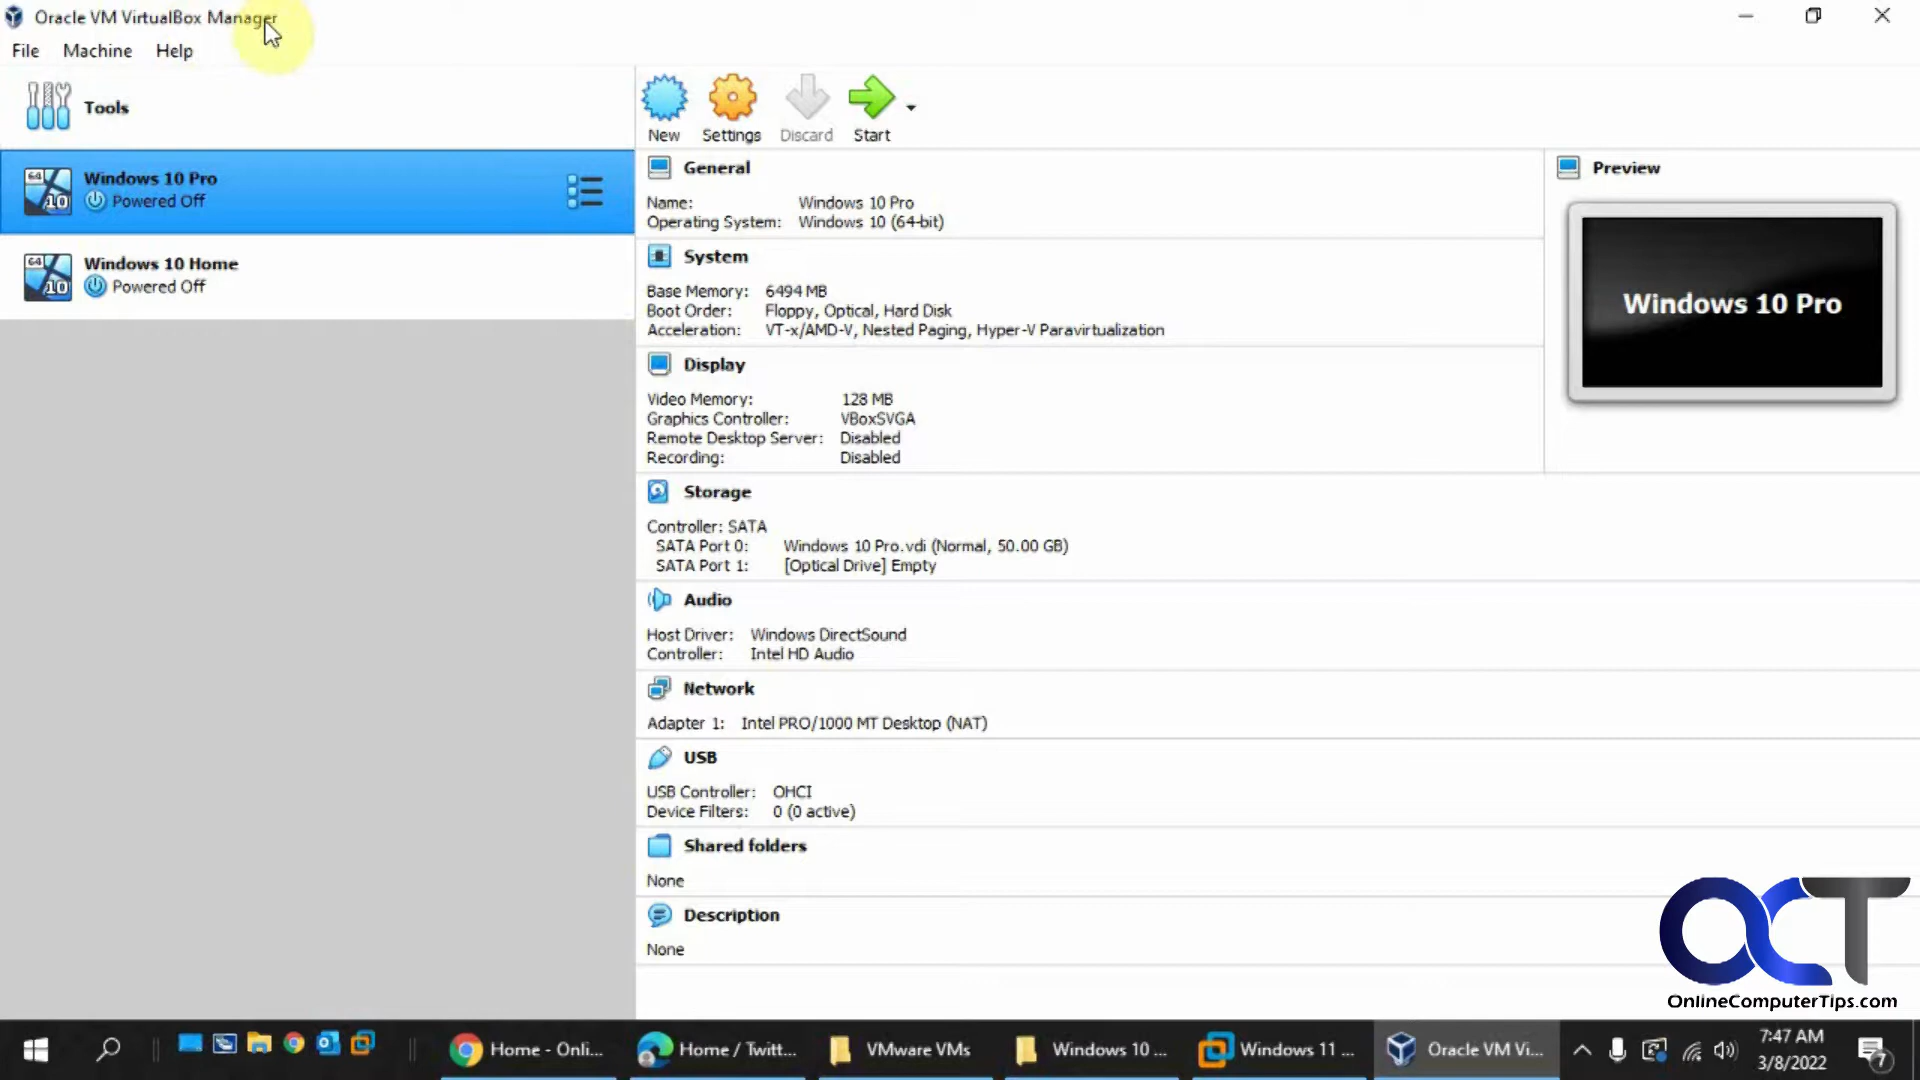 Oracle VM VirtualBox Manager
File Machine Help
Tools
New Settings Discard Start
64 10 Windows 10 Pro
Powered Off
64 10 Windows 10 Home
Powered Off
General
Name: Windows 10 Pro
Operating System: Windows 10 (64-bit)
System
Base Memory: 6494 MB
Boot Order: Floppy, Optical, Hard Disk
Acceleration: VT-x/AMD-V, Nested Paging, Hyper-V Paravirtualization
Display
Video Memory: 128 MB
Graphics Controller: VBoxSVGA
Remote Desktop Server: Disabled
Recording: Disabled
Storage
Controller: SATA
SATA Port 0: Windows 10 Pro.vdi (Normal, 50.00 GB)
SATA Port 1: [Optical Drive] Empty
Audio
Host Driver: Windows DirectSound
Controller: Intel HD Audio
Network
Adapter 1: Intel PRO/1000 MT Desktop (NAT)
USB
USB Controller: OHCI
Device Filters: 0 (0 active)
Shared folders
None
Description
None
Preview
Windows 10 Pro
OCT
OnlineComputerTips.com
Home - Onli... Home / Twitt... VMware VMs Windows 10 ... Windows 11 ... Oracle VM Vi...
7:47 AM
3/8/2022
7